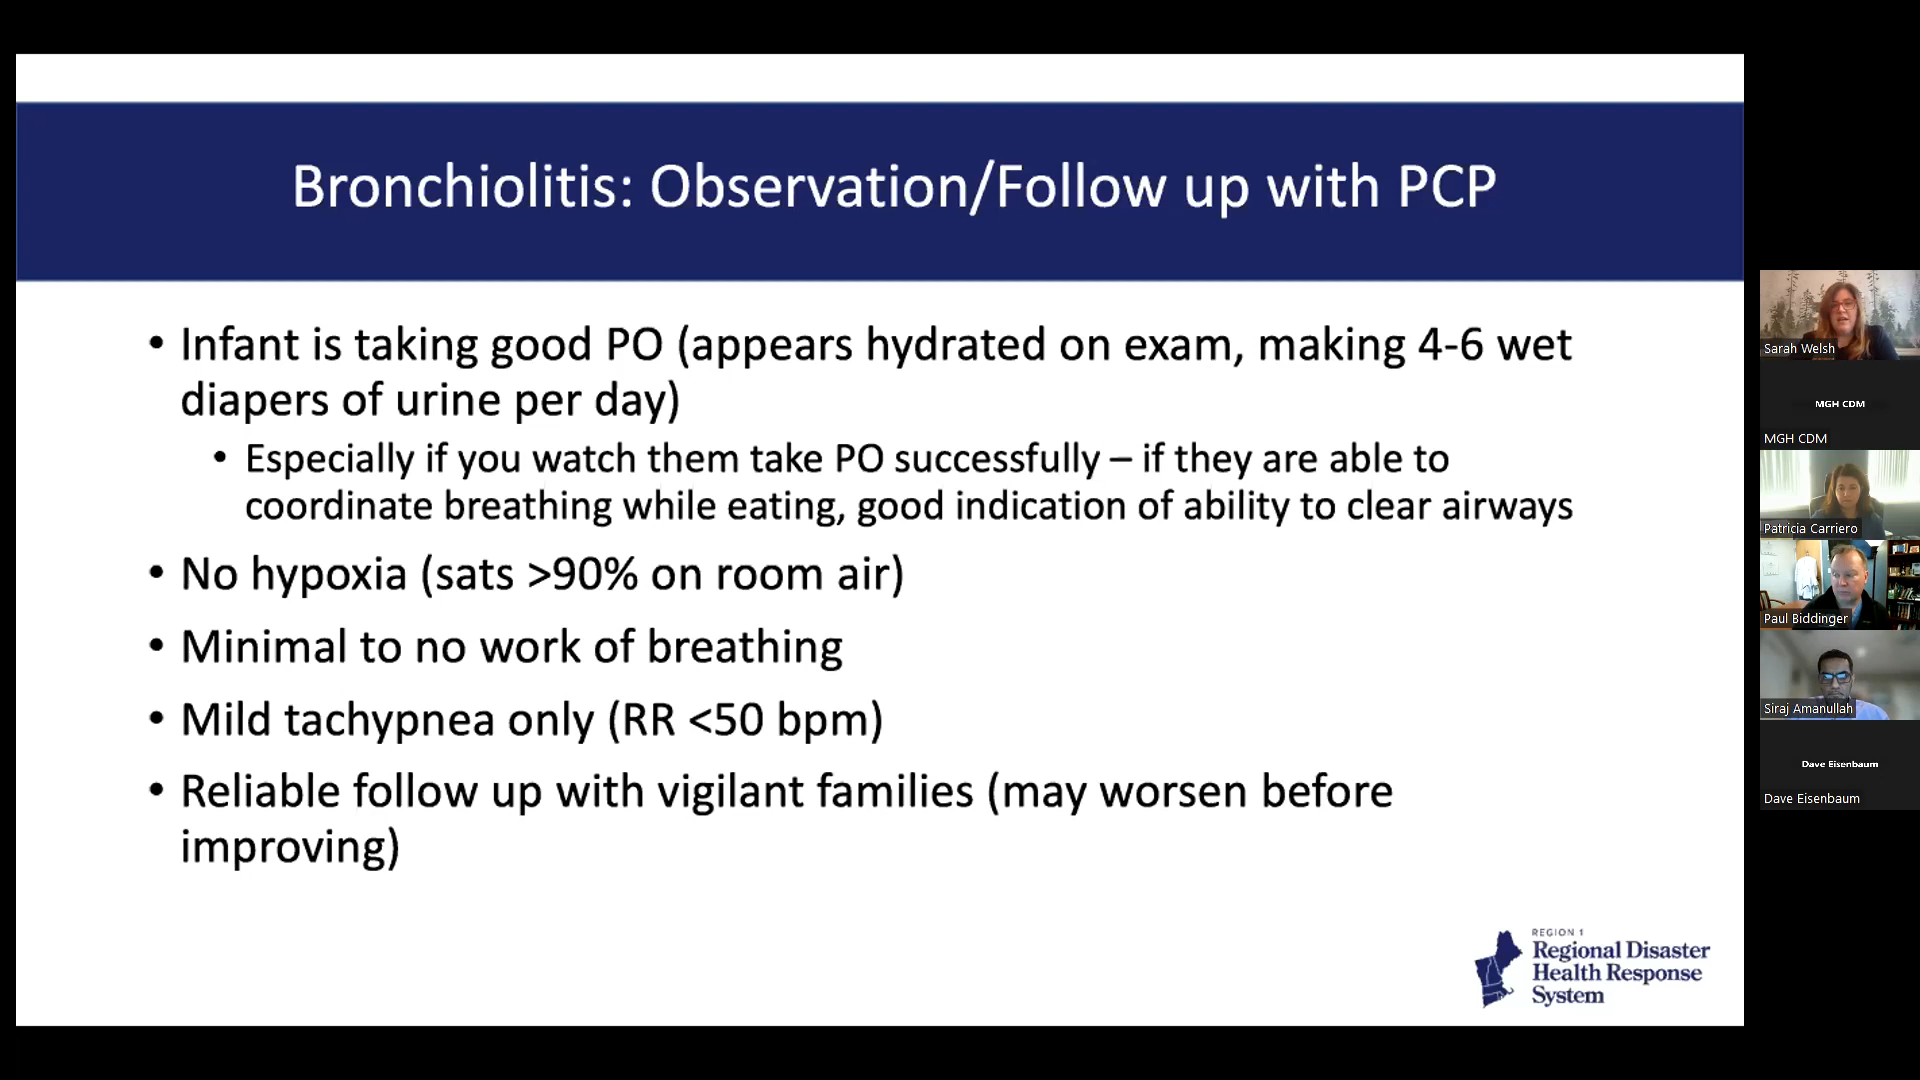 Bronchiolitis: Observation/Follow up with PCP
• Infant is taking good PO (appears hydrated on exam, making 4-6 wet
diapers of urine per day)
• Especially if you watch them take PO successfully – if they are able to
coordinate breathing while eating, good indication of ability to clear airways
• No hypoxia (sats >90% on room air)
• Minimal to no work of breathing
• Mild tachypnea only (RR <50 bpm)
• Reliable follow up with vigilant families (may worsen before
improving)
REGION 1
Regional Disaster
Health Response
System
Sarah Welsh
MGH CDM
MGH CDM
Patricia Carriero
Paul Biddinger
Siraj Amanullah
Dave Eisenbaum
Dave Eisenbaum